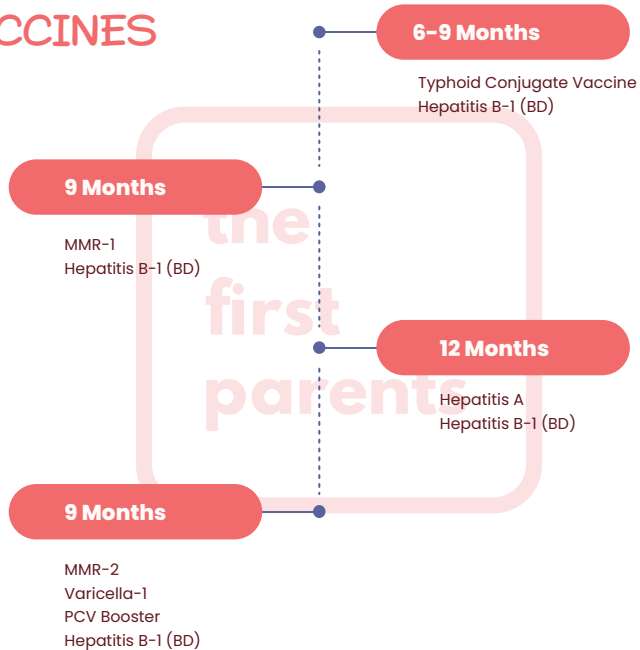 CCINES
6-9 Months
Typhoid Conjugate Vaccine
Hepatitis B-1 (BD)
9 Months
MMR-1
Hepatitis B-1 (BD)
the
first
parents
12 Months
Hepatitis A
Hepatitis B-1 (BD)
9 Months
MMR-2
Varicella-1
PCV Booster
Hepatitis B-1 (BD)